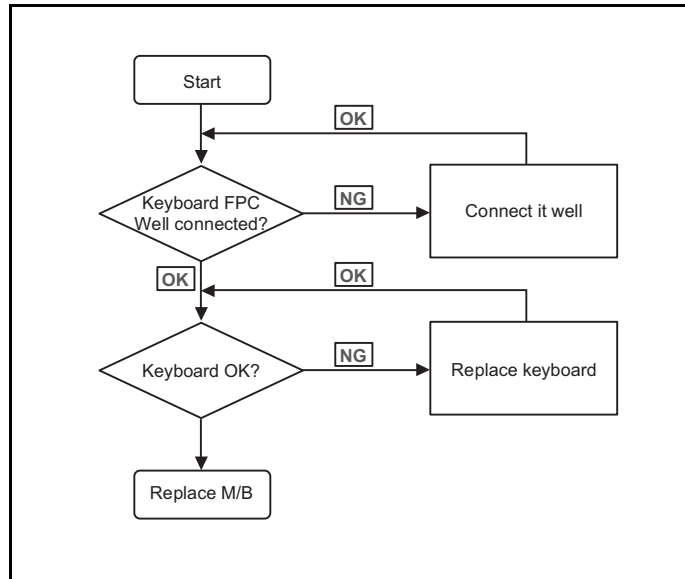 Start
OK
Keyboard FPC
Well connected?
NG
Connect it well
OK
OK
Keyboard OK?
NG
Replace keyboard
Replace M/B